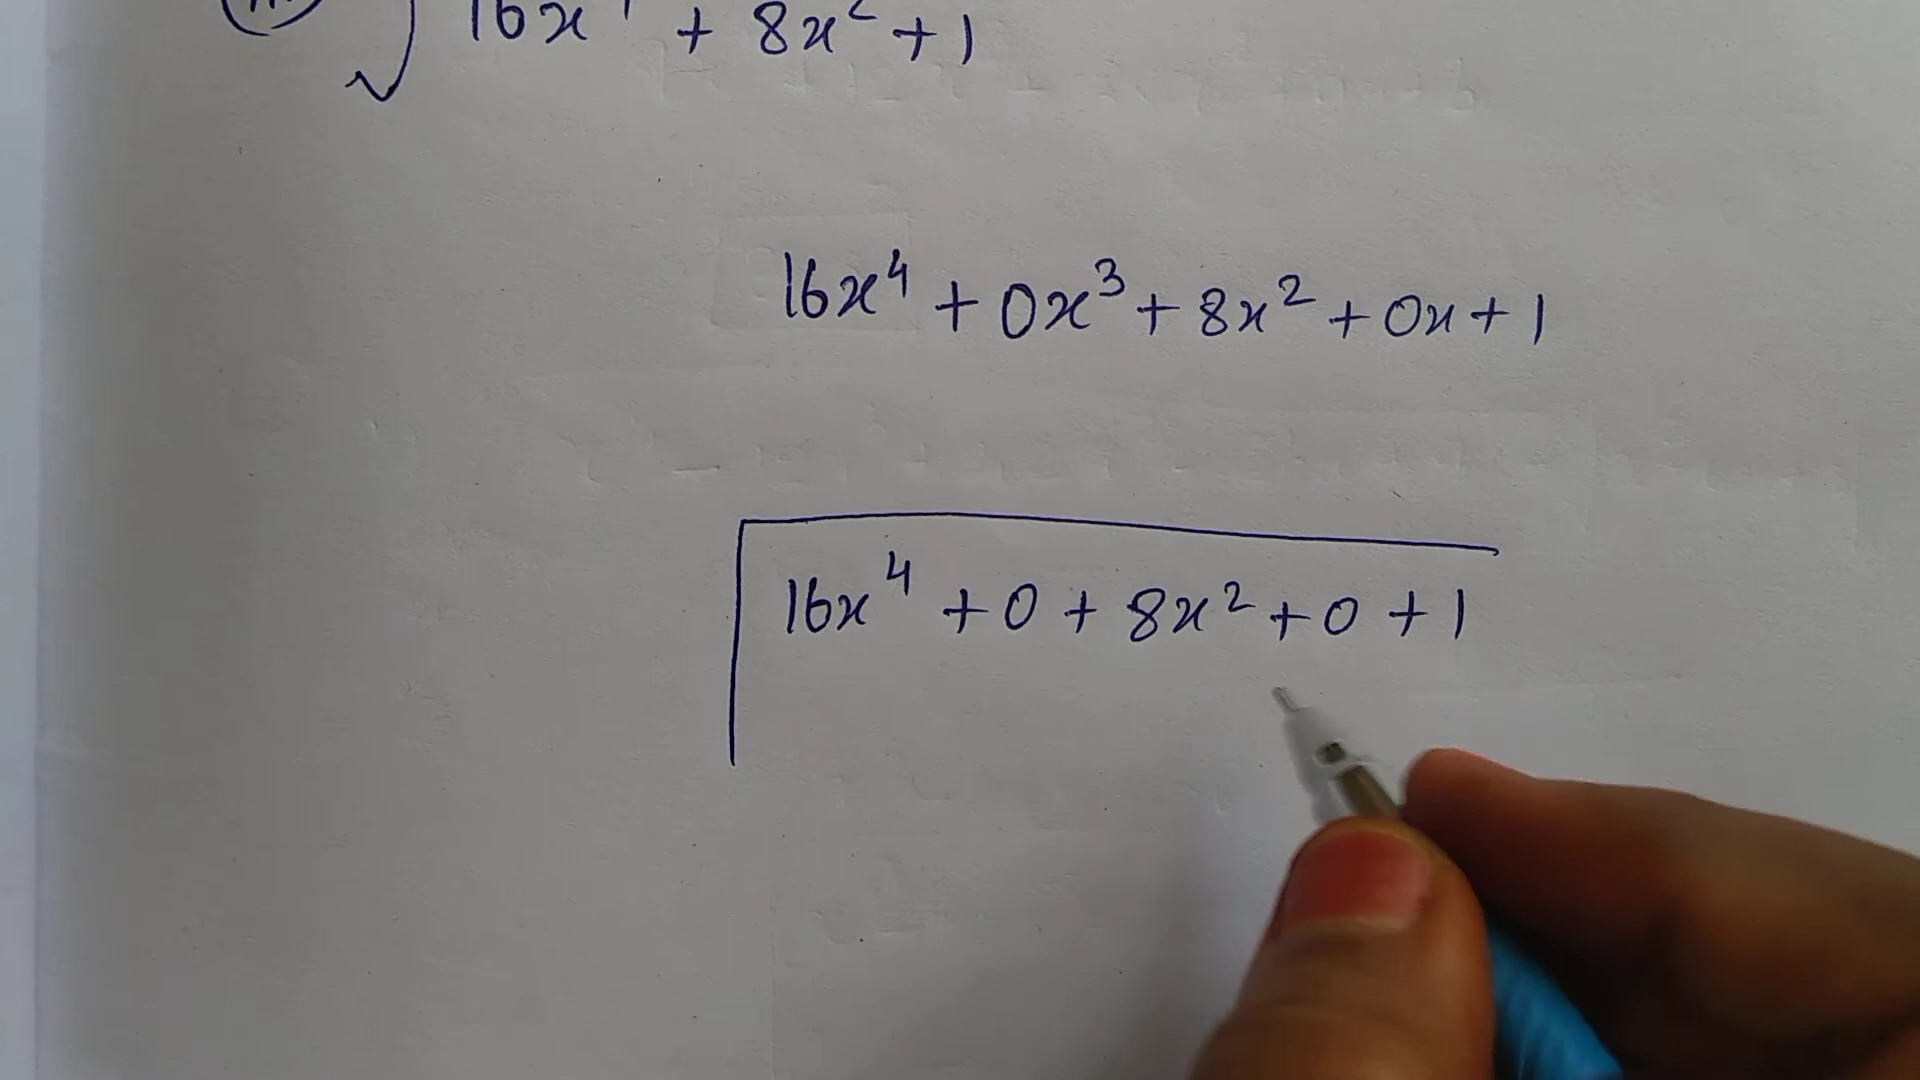 √16x⁴ + 8x² + 1
16x⁴ + 0x³ + 8x² + 0x + 1
16x⁴ + 0 + 8x² + 0 + 1